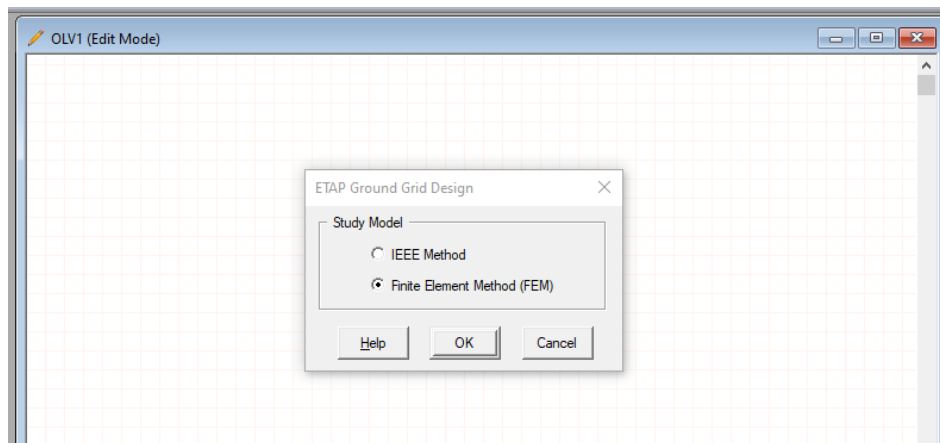 OLV1 (Edit Mode)
ETAP Ground Grid Design
Study Model
IEEE Method
Finite Element Method (FEM)
Help OK Cancel